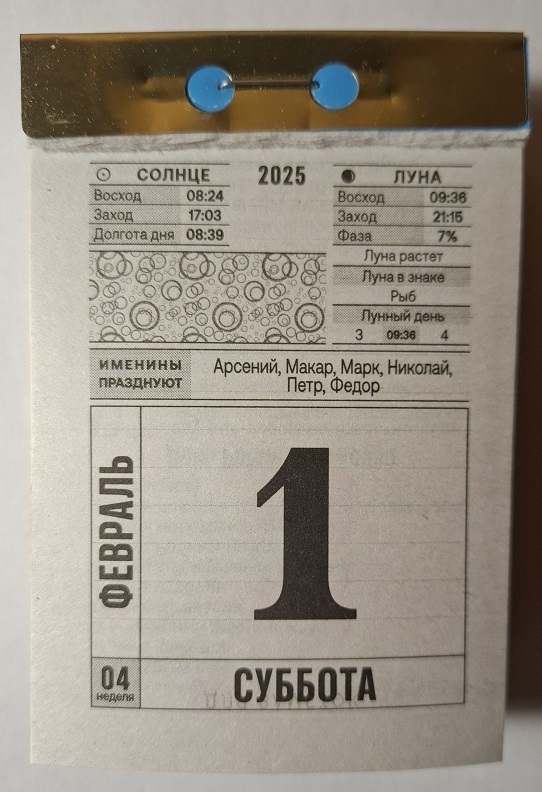 СОЛНЦЕ
Восход 08:24
Заход 17:03
Долгота дня 08:39
2025
ЛУНА
Восход 09:36
Заход 21:15
Фаза 7%
Луна растет
Луна в знаке
Рыб
Лунный день
3 09:36 4
ИМЕНИНЫ
ПРАЗДНУЮТ
Арсений, Макар, Марк, Николай,
Петр, Федор
ФЕВРАЛЬ
1
04
неделя
СУББОТА